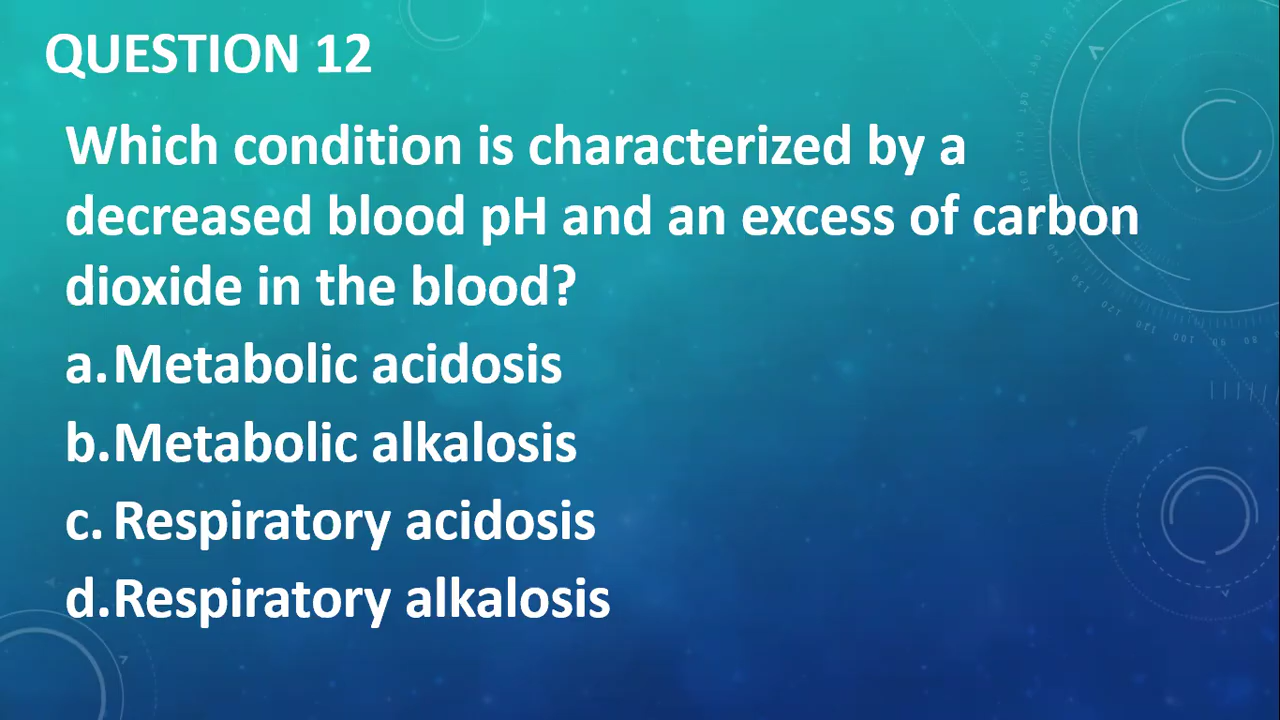 QUESTION 12
Which condition is characterized by a
decreased blood pH and an excess of carbon
dioxide in the blood?
a. Metabolic acidosis
b. Metabolic alkalosis
c. Respiratory acidosis
d. Respiratory alkalosis